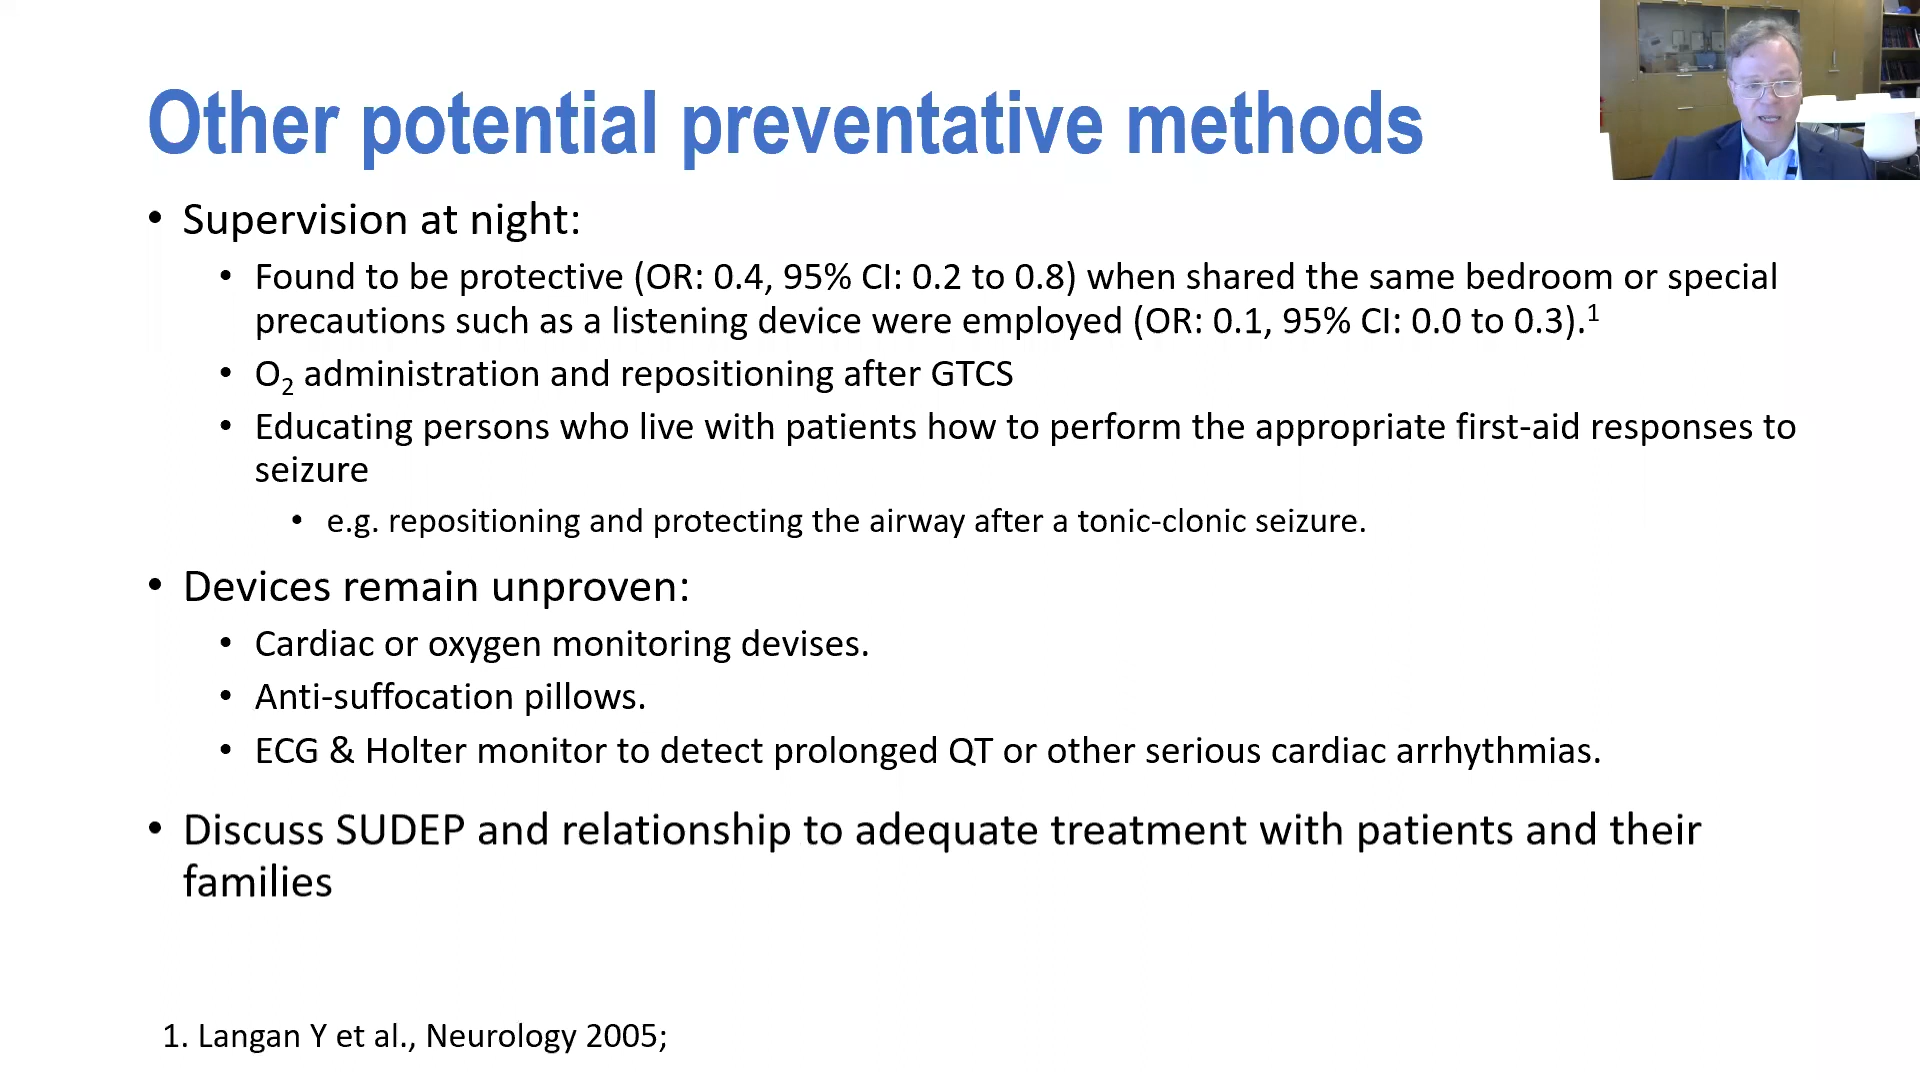 Other potential preventative methods
• Supervision at night:
• Found to be protective (OR: 0.4, 95% CI: 0.2 to 0.8) when shared the same bedroom or special
precautions such as a listening device were employed (OR: 0.1, 95% CI: 0.0 to 0.3).¹
• O₂ administration and repositioning after GTCS
• Educating persons who live with patients how to perform the appropriate first-aid responses to
seizure
• e.g. repositioning and protecting the airway after a tonic-clonic seizure.
• Devices remain unproven:
• Cardiac or oxygen monitoring devises.
• Anti-suffocation pillows.
• ECG & Holter monitor to detect prolonged QT or other serious cardiac arrhythmias.
• Discuss SUDEP and relationship to adequate treatment with patients and their
families
1. Langan Y et al., Neurology 2005;